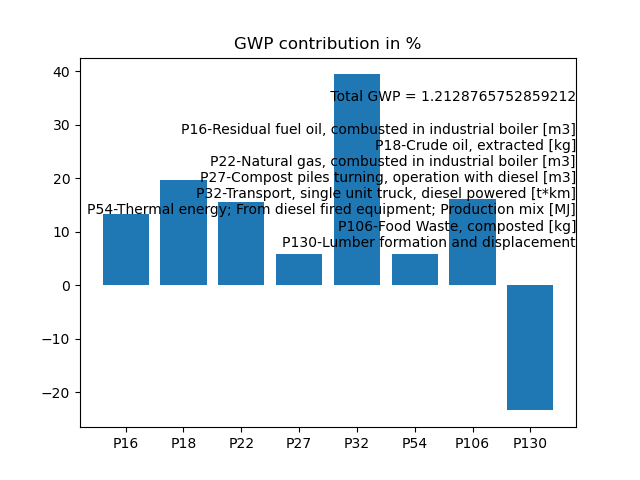 GWP contribution in %
40
30
20
10
0
−10
−20
Total GWP = 1.2128765752859212
P16-Residual fuel oil, combusted in industrial boiler [m3]
P18-Crude oil, extracted [kg]
P22-Natural gas, combusted in industrial boiler [m3]
P27-Compost piles turning, operation with diesel [m3]
P32-Transport, single unit truck, diesel powered [t*km]
P54-Thermal energy; From diesel fired equipment; Production mix [MJ]
P106-Food Waste, composted [kg]
P130-Lumber formation and displacement
P16 P18 P22 P27 P32 P54 P106 P130